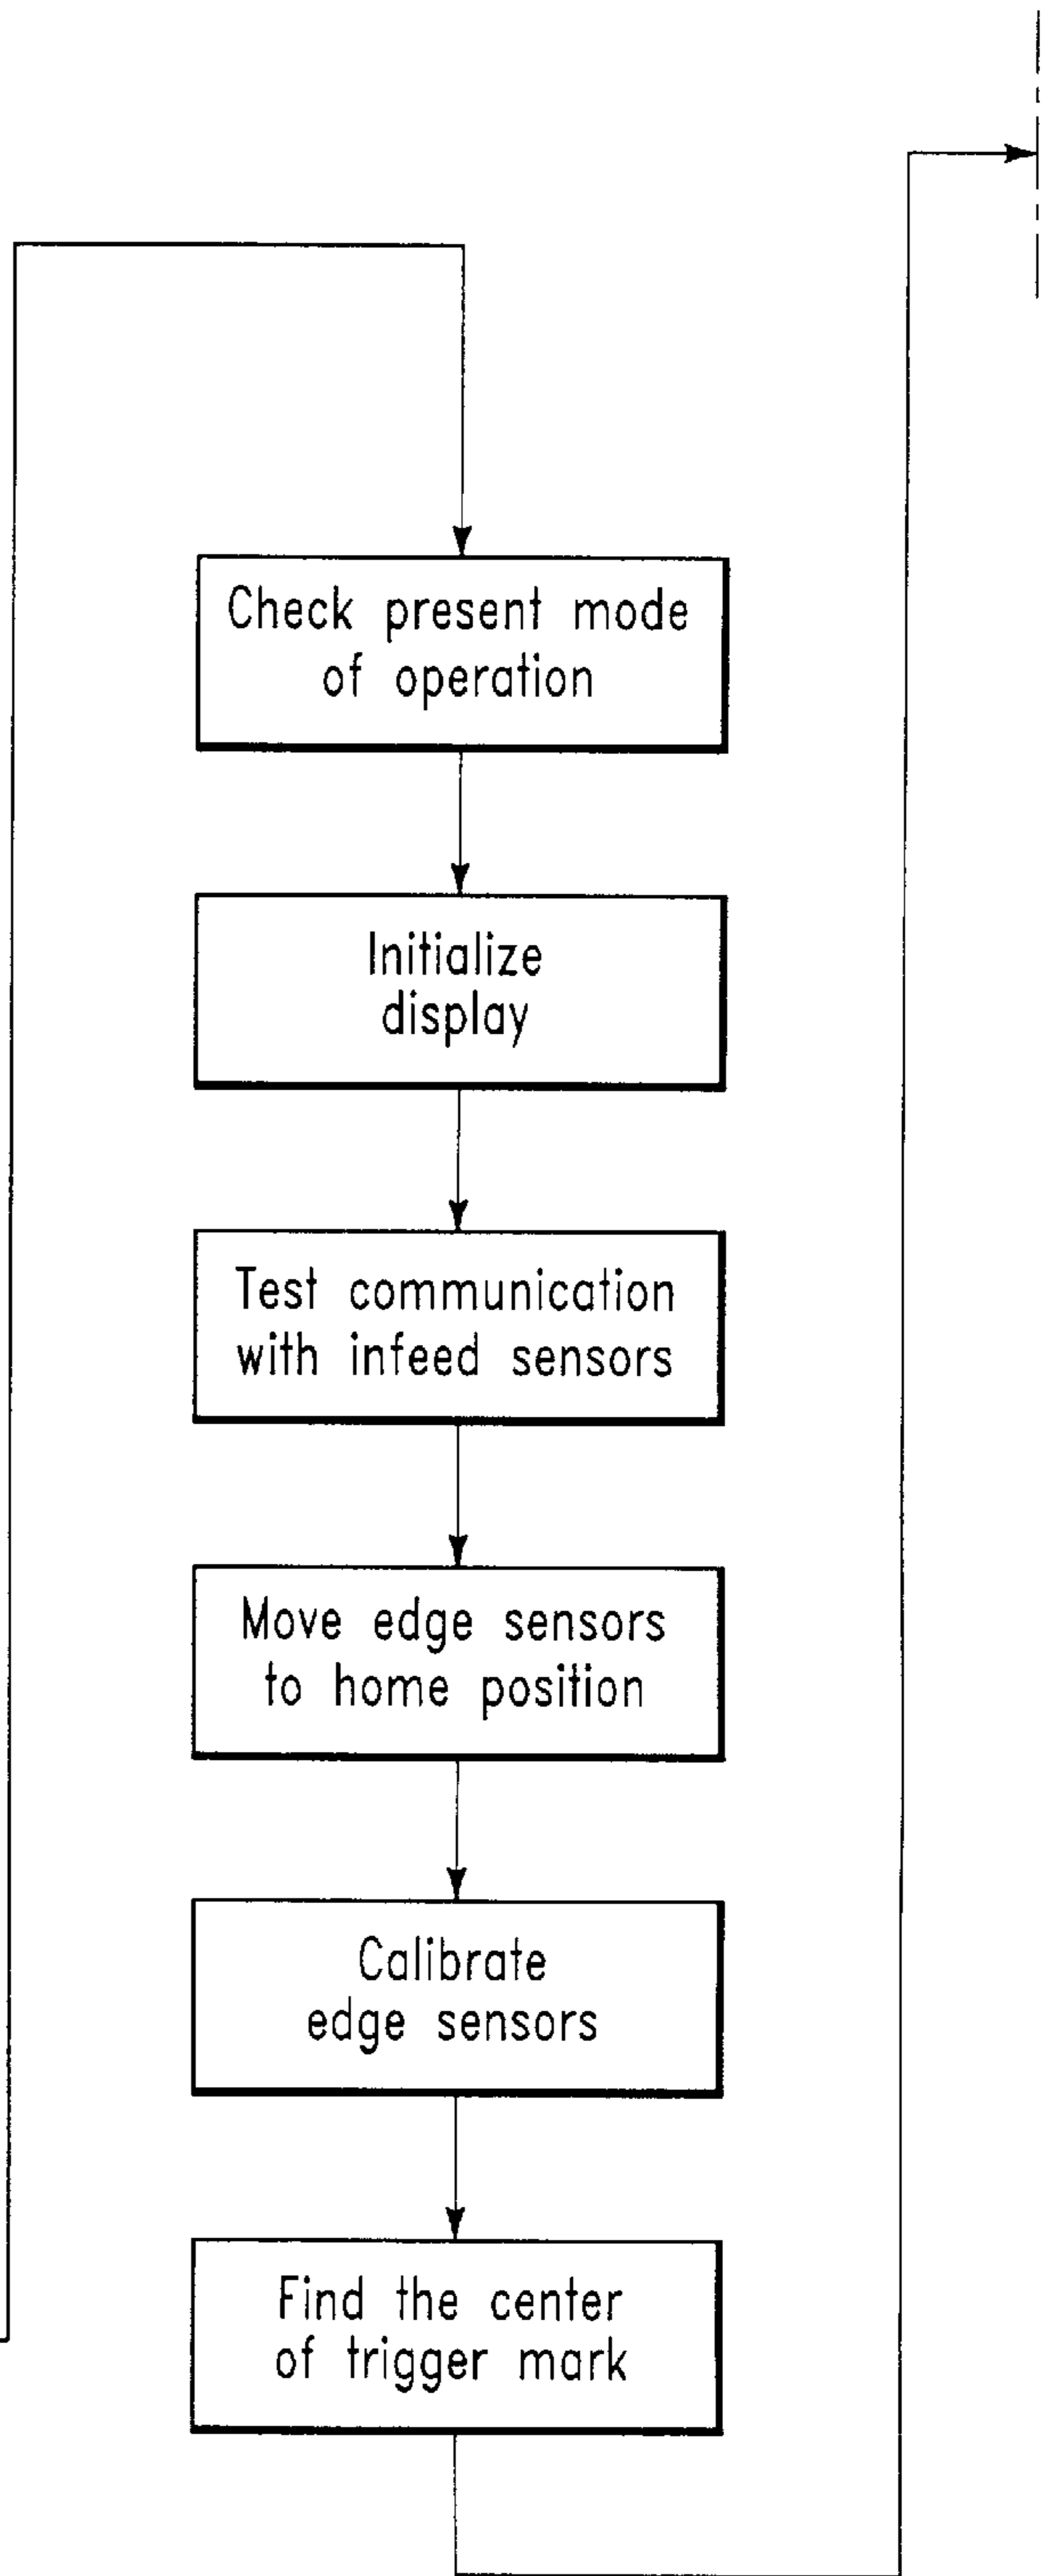 Check present mode
of operation
Initialize
display
Test communication
with infeed sensors
Move edge sensors
to home position
Calibrate
edge sensors
Find the center
of trigger mark